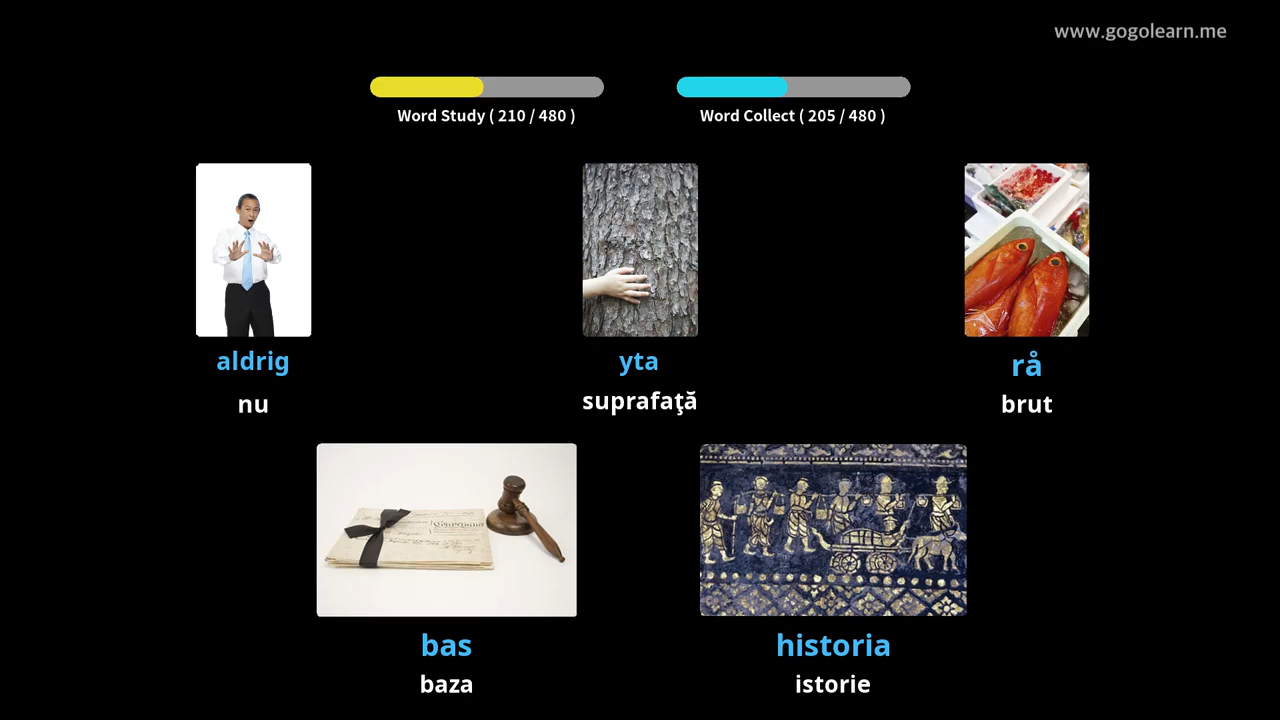 www.gogolearn.me
Word Study ( 210 / 480 )
Word Collect ( 205 / 480 )
aldrig
nu
yta
suprafaţă
rå
brut
bas
baza
historia
istorie